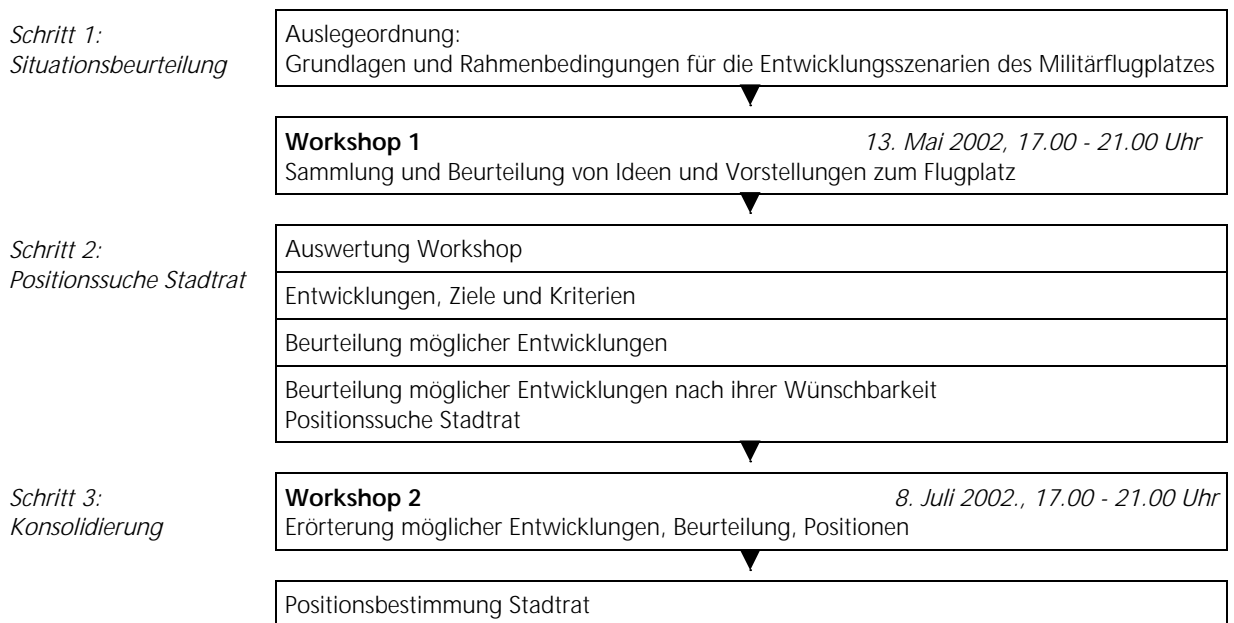 Schritt 1:
Situationsbeurteilung
Auslegeordnung:
Grundlagen und Rahmenbedingungen für die Entwicklungsszenarien des Militärflugplatzes
Workshop 1 13. Mai 2002, 17.00 - 21.00 Uhr
Sammlung und Beurteilung von Ideen und Vorstellungen zum Flugplatz
Schritt 2:
Positionssuche Stadtrat
Auswertung Workshop
Entwicklungen, Ziele und Kriterien
Beurteilung möglicher Entwicklungen
Beurteilung möglicher Entwicklungen nach ihrer Wünschbarkeit
Positionssuche Stadtrat
Schritt 3:
Konsolidierung
Workshop 2 8. Juli 2002., 17.00 - 21.00 Uhr
Erörterung möglicher Entwicklungen, Beurteilung, Positionen
Positionsbestimmung Stadtrat